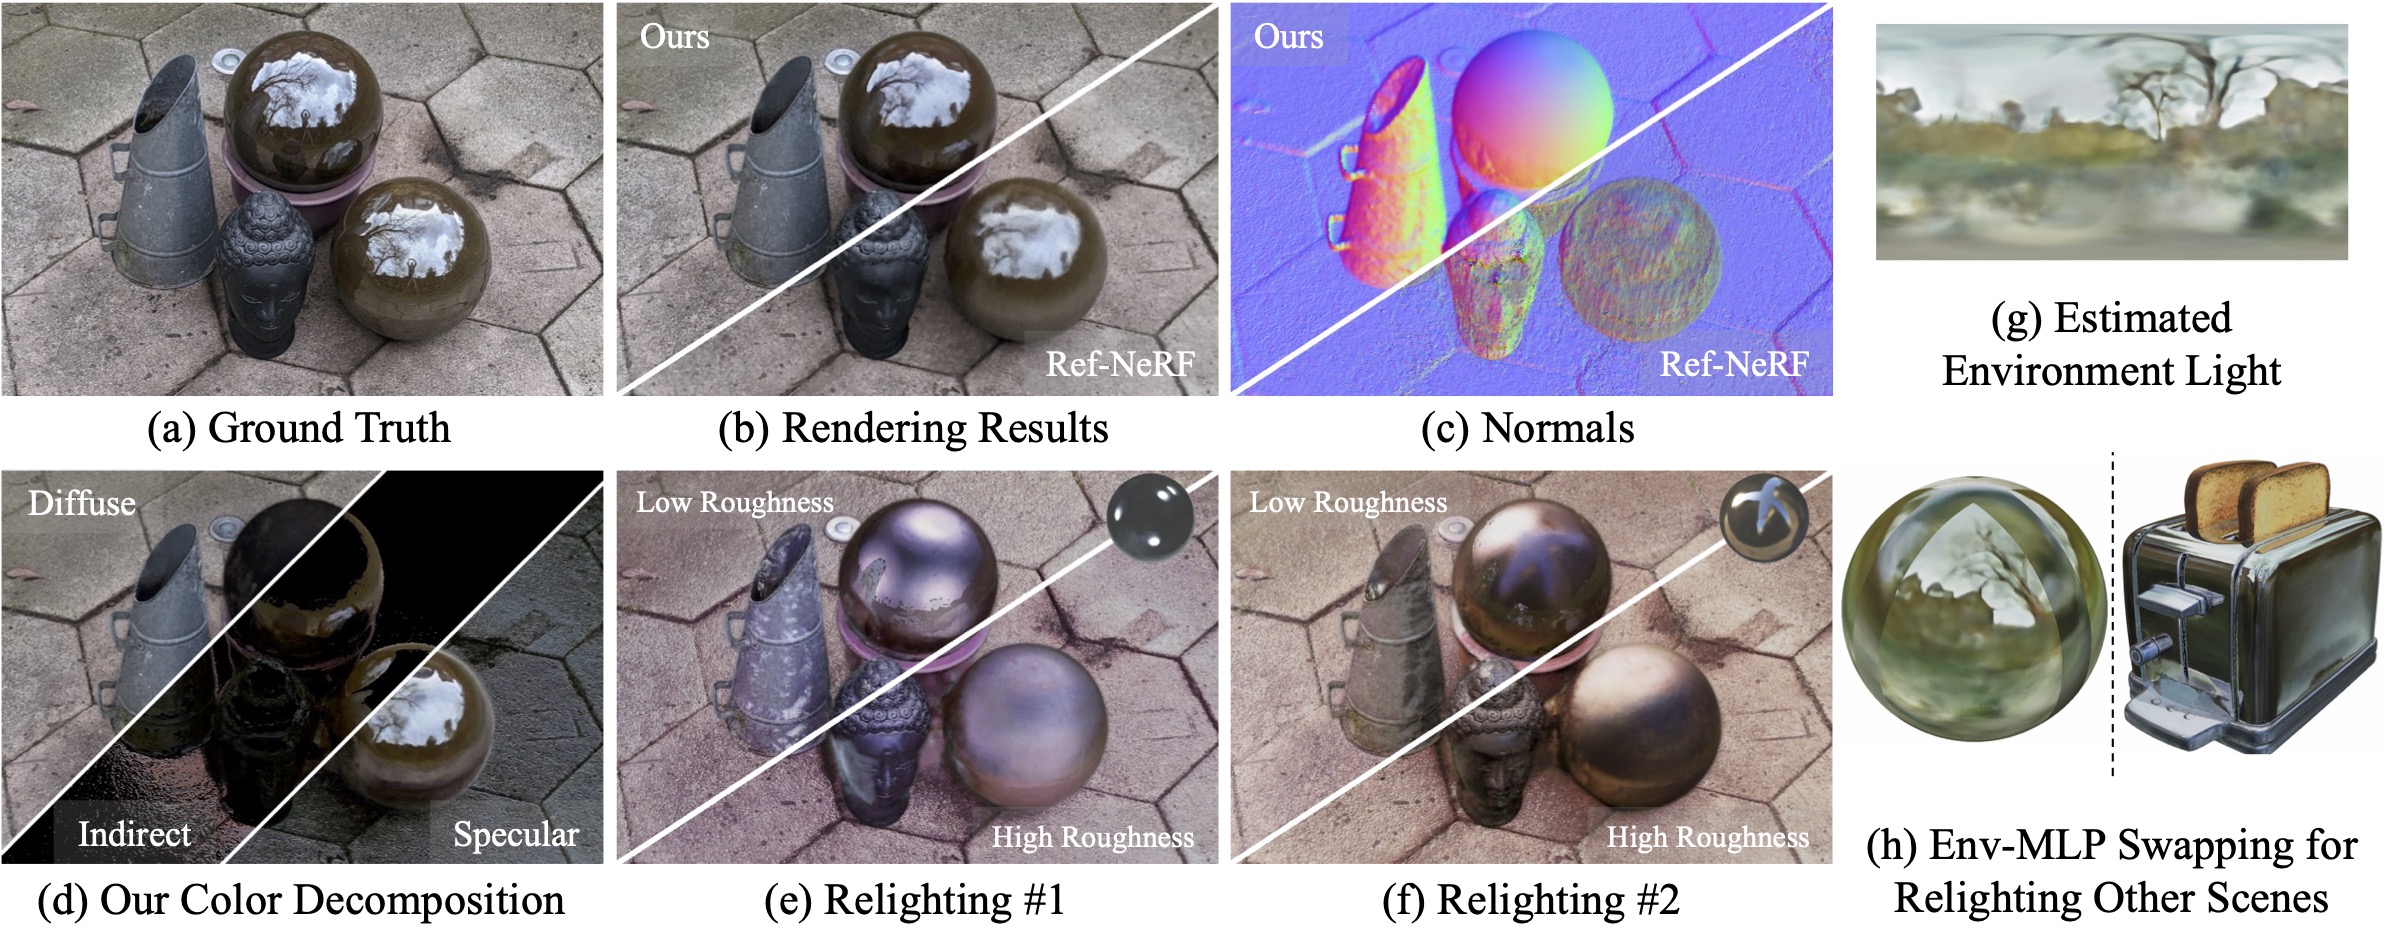 Ours
Ref-NeRF
Ours
Ref-NeRF
(a) Ground Truth
(b) Rendering Results
(c) Normals
(g) Estimated
Environment Light
Diffuse
Indirect
Specular
Low Roughness
High Roughness
Low Roughness
High Roughness
(d) Our Color Decomposition
(e) Relighting #1
(f) Relighting #2
(h) Env-MLP Swapping for
Relighting Other Scenes